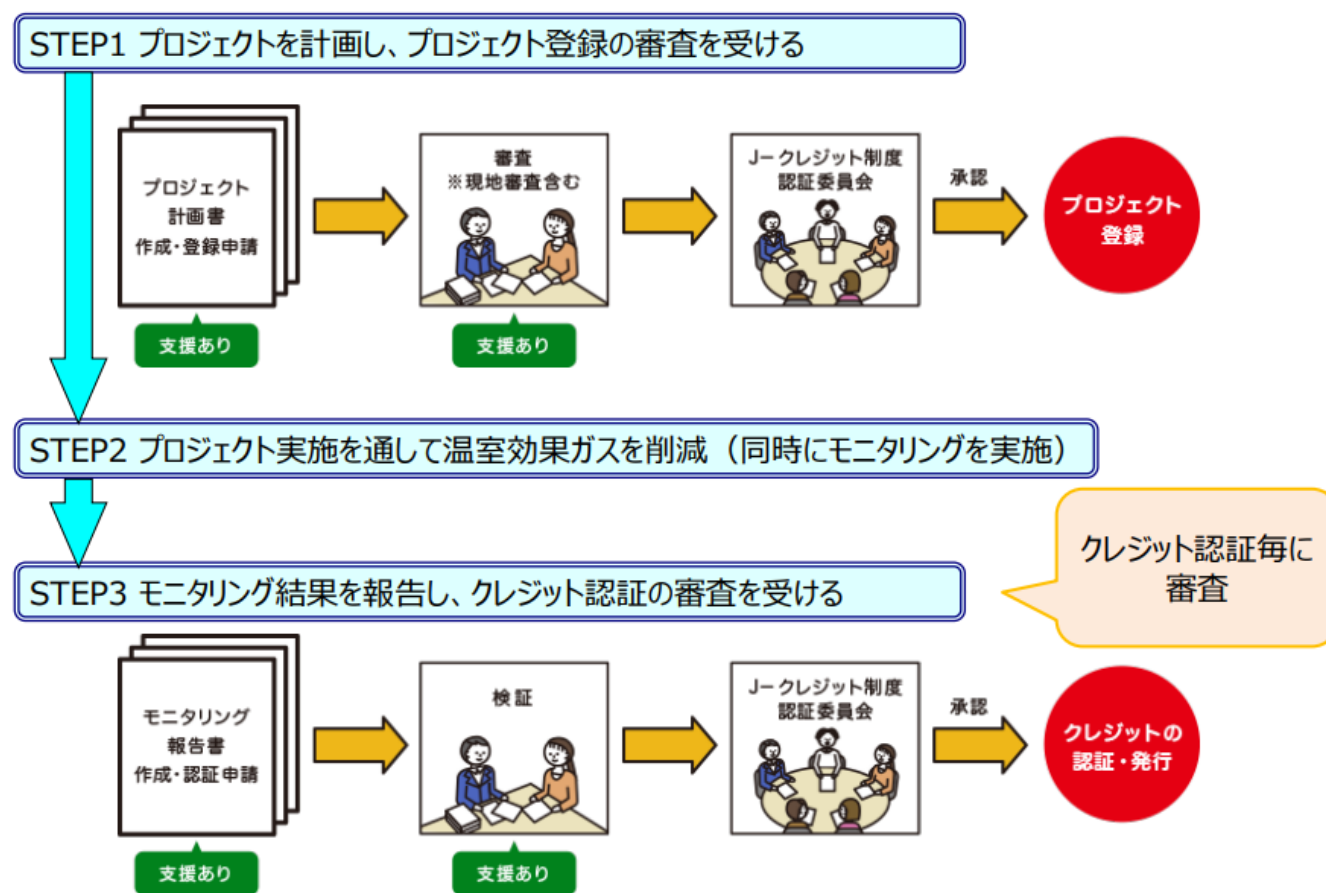 STEP1 プロジェクトを計画し、プロジェクト登録の審査を受ける
プロジェクト
計画書
作成・登録申請
支援あり
審査
※現地審査含む
支援あり
J-クレジット制度
認証委員会
承認
プロジェクト
登録
STEP2 プロジェクト実施を通して温室効果ガスを削減（同時にモニタリングを実施）
クレジット認証毎に
審査
STEP3 モニタリング結果を報告し、クレジット認証の審査を受ける
モニタリング
報告書
作成・認証申請
支援あり
検証
支援あり
J-クレジット制度
認証委員会
承認
クレジットの
認証・発行